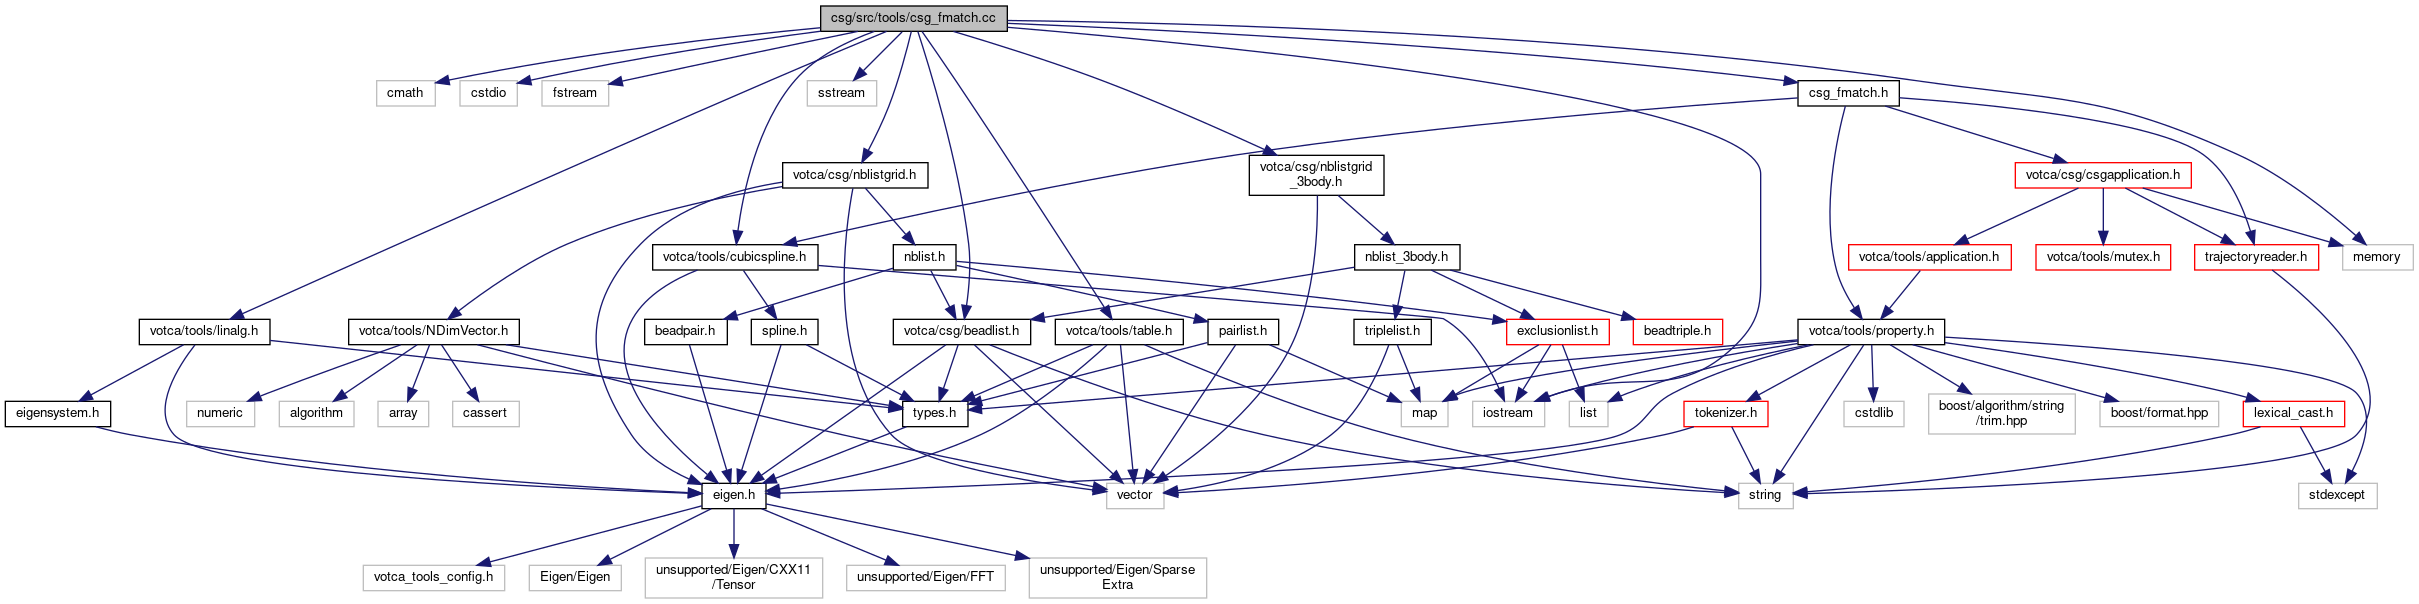 csg/src/tools/csg_fmatch.cc
cmath
cstdio
fstream
sstream
csg_fmatch.h
votca/csg/nblistgrid.h
votca/csg/nblistgrid
_3body.h
votca/csg/csgapplication.h
votca/tools/cubicspline.h
nblist.h
nblist_3body.h
votca/tools/application.h
votca/tools/mutex.h
trajectoryreader.h
memory
votca/tools/linalg.h
votca/tools/NDimVector.h
beadpair.h
spline.h
votca/csg/beadlist.h
votca/tools/table.h
pairlist.h
triplelist.h
exclusionlist.h
beadtriple.h
votca/tools/property.h
eigensystem.h
numeric
algorithm
array
cassert
types.h
map
iostream
list
tokenizer.h
cstdlib
boost/algorithm/string
/trim.hpp
boost/format.hpp
lexical_cast.h
eigen.h
vector
string
stdexcept
votca_tools_config.h
Eigen/Eigen
unsupported/Eigen/CXX11
/Tensor
unsupported/Eigen/FFT
unsupported/Eigen/Sparse
Extra